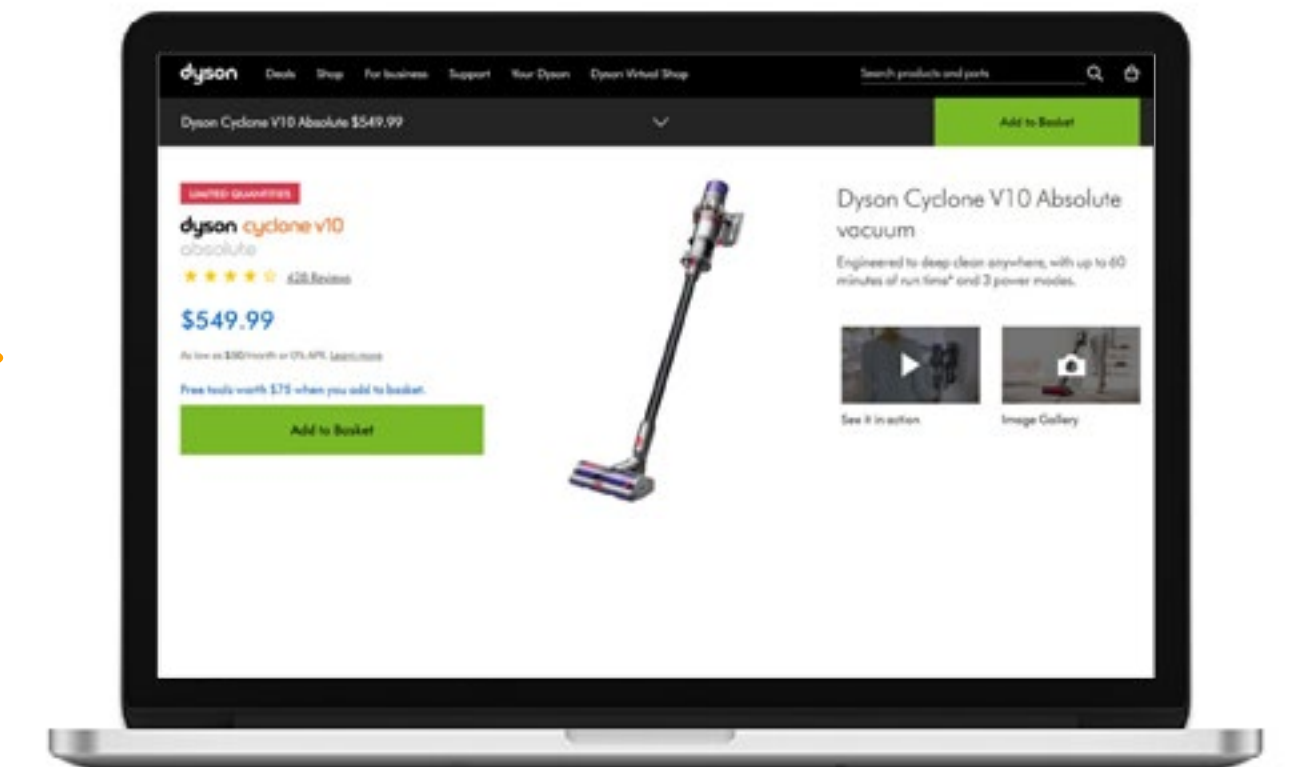 dyson Deals Shop For business Support Your Dyson Dyson Virtual Shop Search products and parts
Dyson Cyclone V10 Absolute $549.99 Add to Basket
LIMITED QUANTITIES
dyson cyclone v10
absolute
428 Reviews
$549.99
As low as $50/month or 0% APR. Learn more
Free tools worth $75 when you add to basket.
Add to Basket
Dyson Cyclone V10 Absolute
vacuum
Engineered to deep clean anywhere, with up to 60
minutes of run time* and 3 power modes.
See it in action Image Gallery